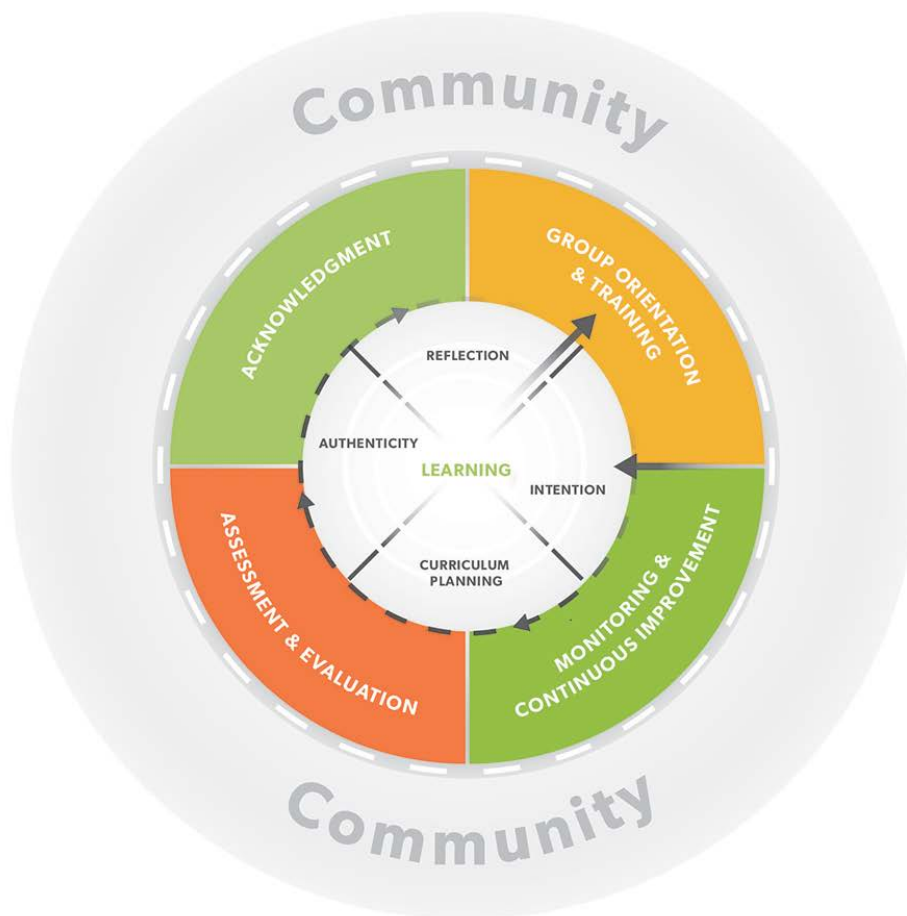 Community
ACKNOWLEDGMENT
GROUP ORIENTATION
& TRAINING
REFLECTION
AUTHENTICITY
LEARNING
INTENTION
CURRICULUM
PLANNING
ASSESSMENT & EVALUATION
MONITORING &
CONTINUOUS IMPROVEMENT
Community